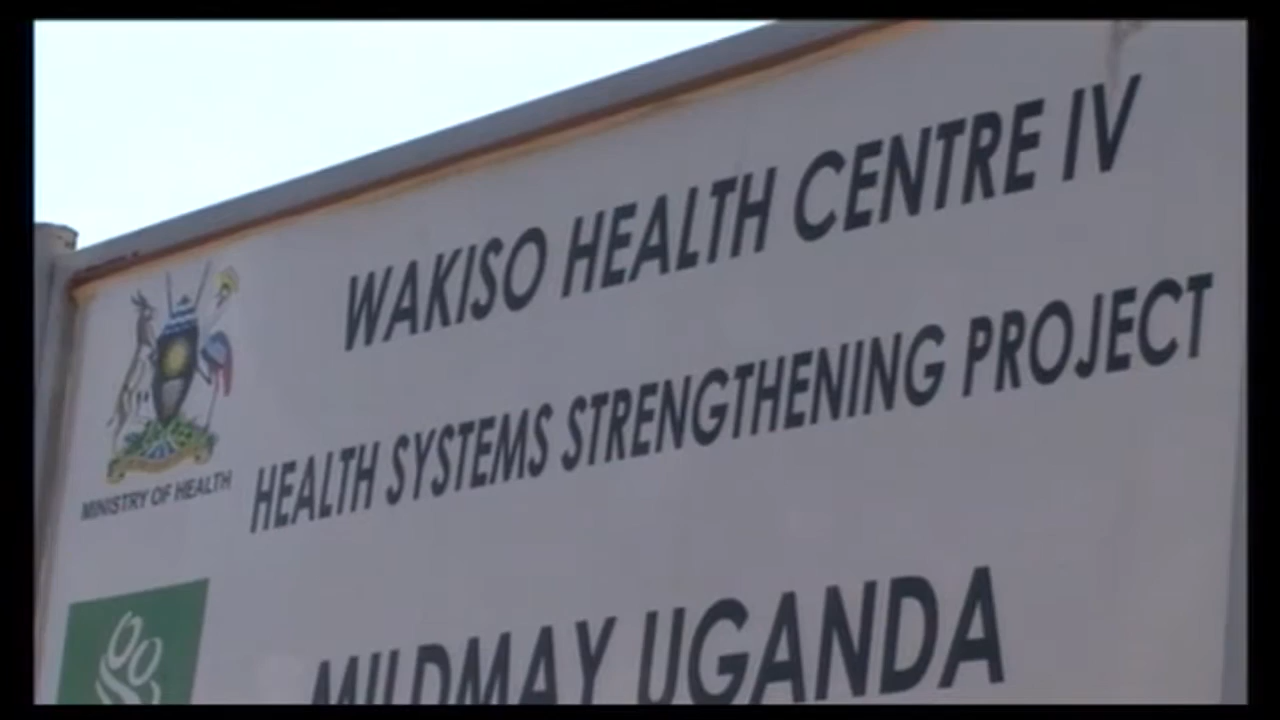 WAKISO HEALTH CENTRE IV
HEALTH SYSTEMS STRENGTHENING PROJECT
MINISTRY OF HEALTH
MILDMAY UGANDA